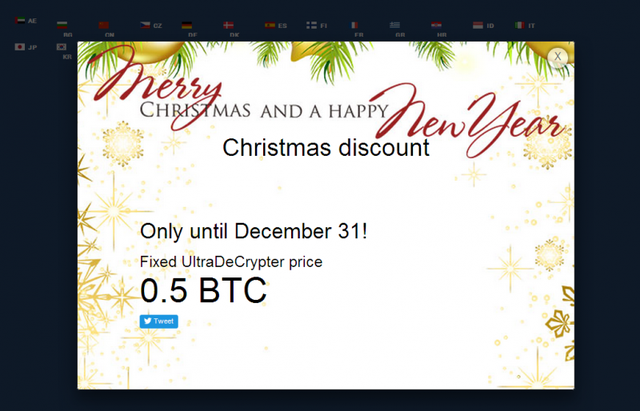 AE BG CN CZ DE DK ES FI FR GR HR ID IT
JP KR
X
Merry
CHRISTMAS AND A HAPPY
New Year
Christmas discount
Only until December 31!
Fixed UltraDeCrypter price
0.5 BTC
Tweet